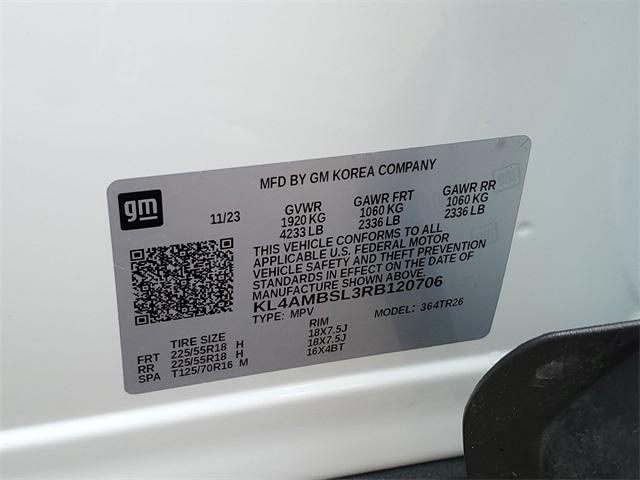 MFD BY GM KOREA COMPANY
gm
11/23
GVWR GAWR FRT GAWR RR
1920 KG 1060 KG 1060 KG
4233 LB 2336 LB 2336 LB
THIS VEHICLE CONFORMS TO ALL
APPLICABLE U.S. FEDERAL MOTOR
VEHICLE SAFETY AND THEFT PREVENTION
STANDARDS IN EFFECT ON THE DATE OF
MANUFACTURE SHOWN ABOVE.
KL4AMBSL3RB120706
TYPE: MPV MODEL: 364TR26
TIRE SIZE RIM
FRT 225/55R18 H 18X7.5J
RR 225/55R18 H 18X7.5J
SPA T125/70R16 M 16X4BT